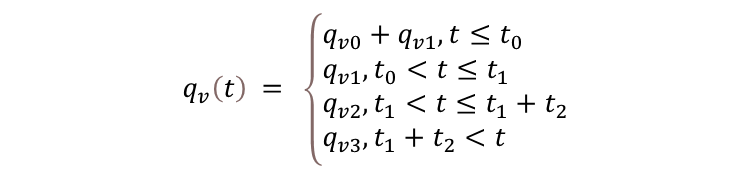 q_v(t) = { q_{v0} + q_{v1}, t ≤ t_0
q_{v1}, t_0 < t ≤ t_1
q_{v2}, t_1 < t ≤ t_1 + t_2
q_{v3}, t_1 + t_2 < t